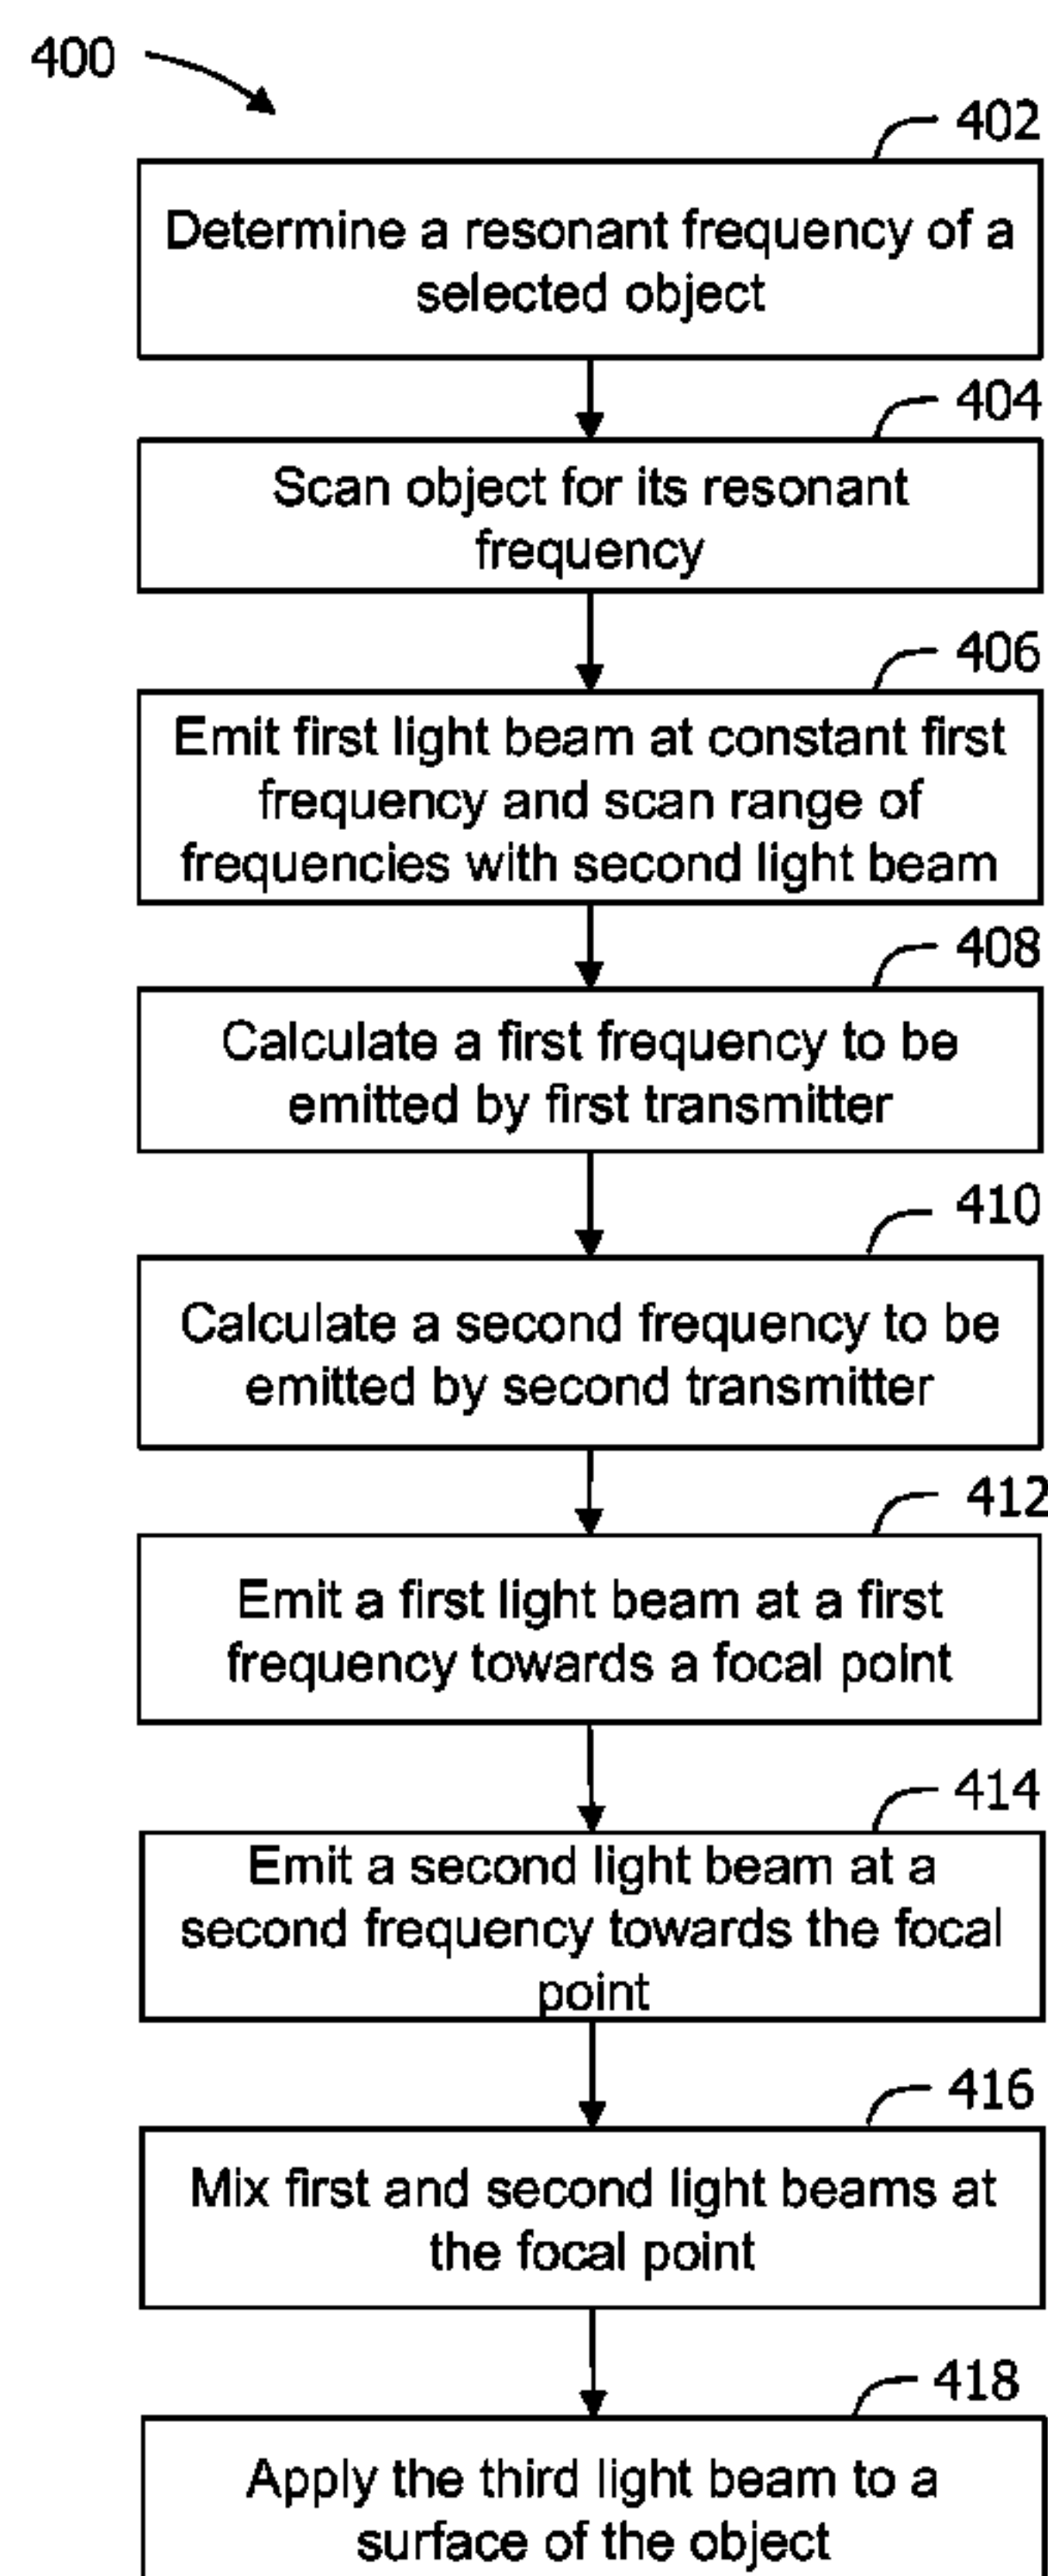 400
402
Determine a resonant frequency of a
selected object
404
Scan object for its resonant
frequency
406
Emit first light beam at constant first
frequency and scan range of
frequencies with second light beam
408
Calculate a first frequency to be
emitted by first transmitter
410
Calculate a second frequency to be
emitted by second transmitter
412
Emit a first light beam at a first
frequency towards a focal point
414
Emit a second light beam at a
second frequency towards the focal
point
416
Mix first and second light beams at
the focal point
418
Apply the third light beam to a
surface of the object